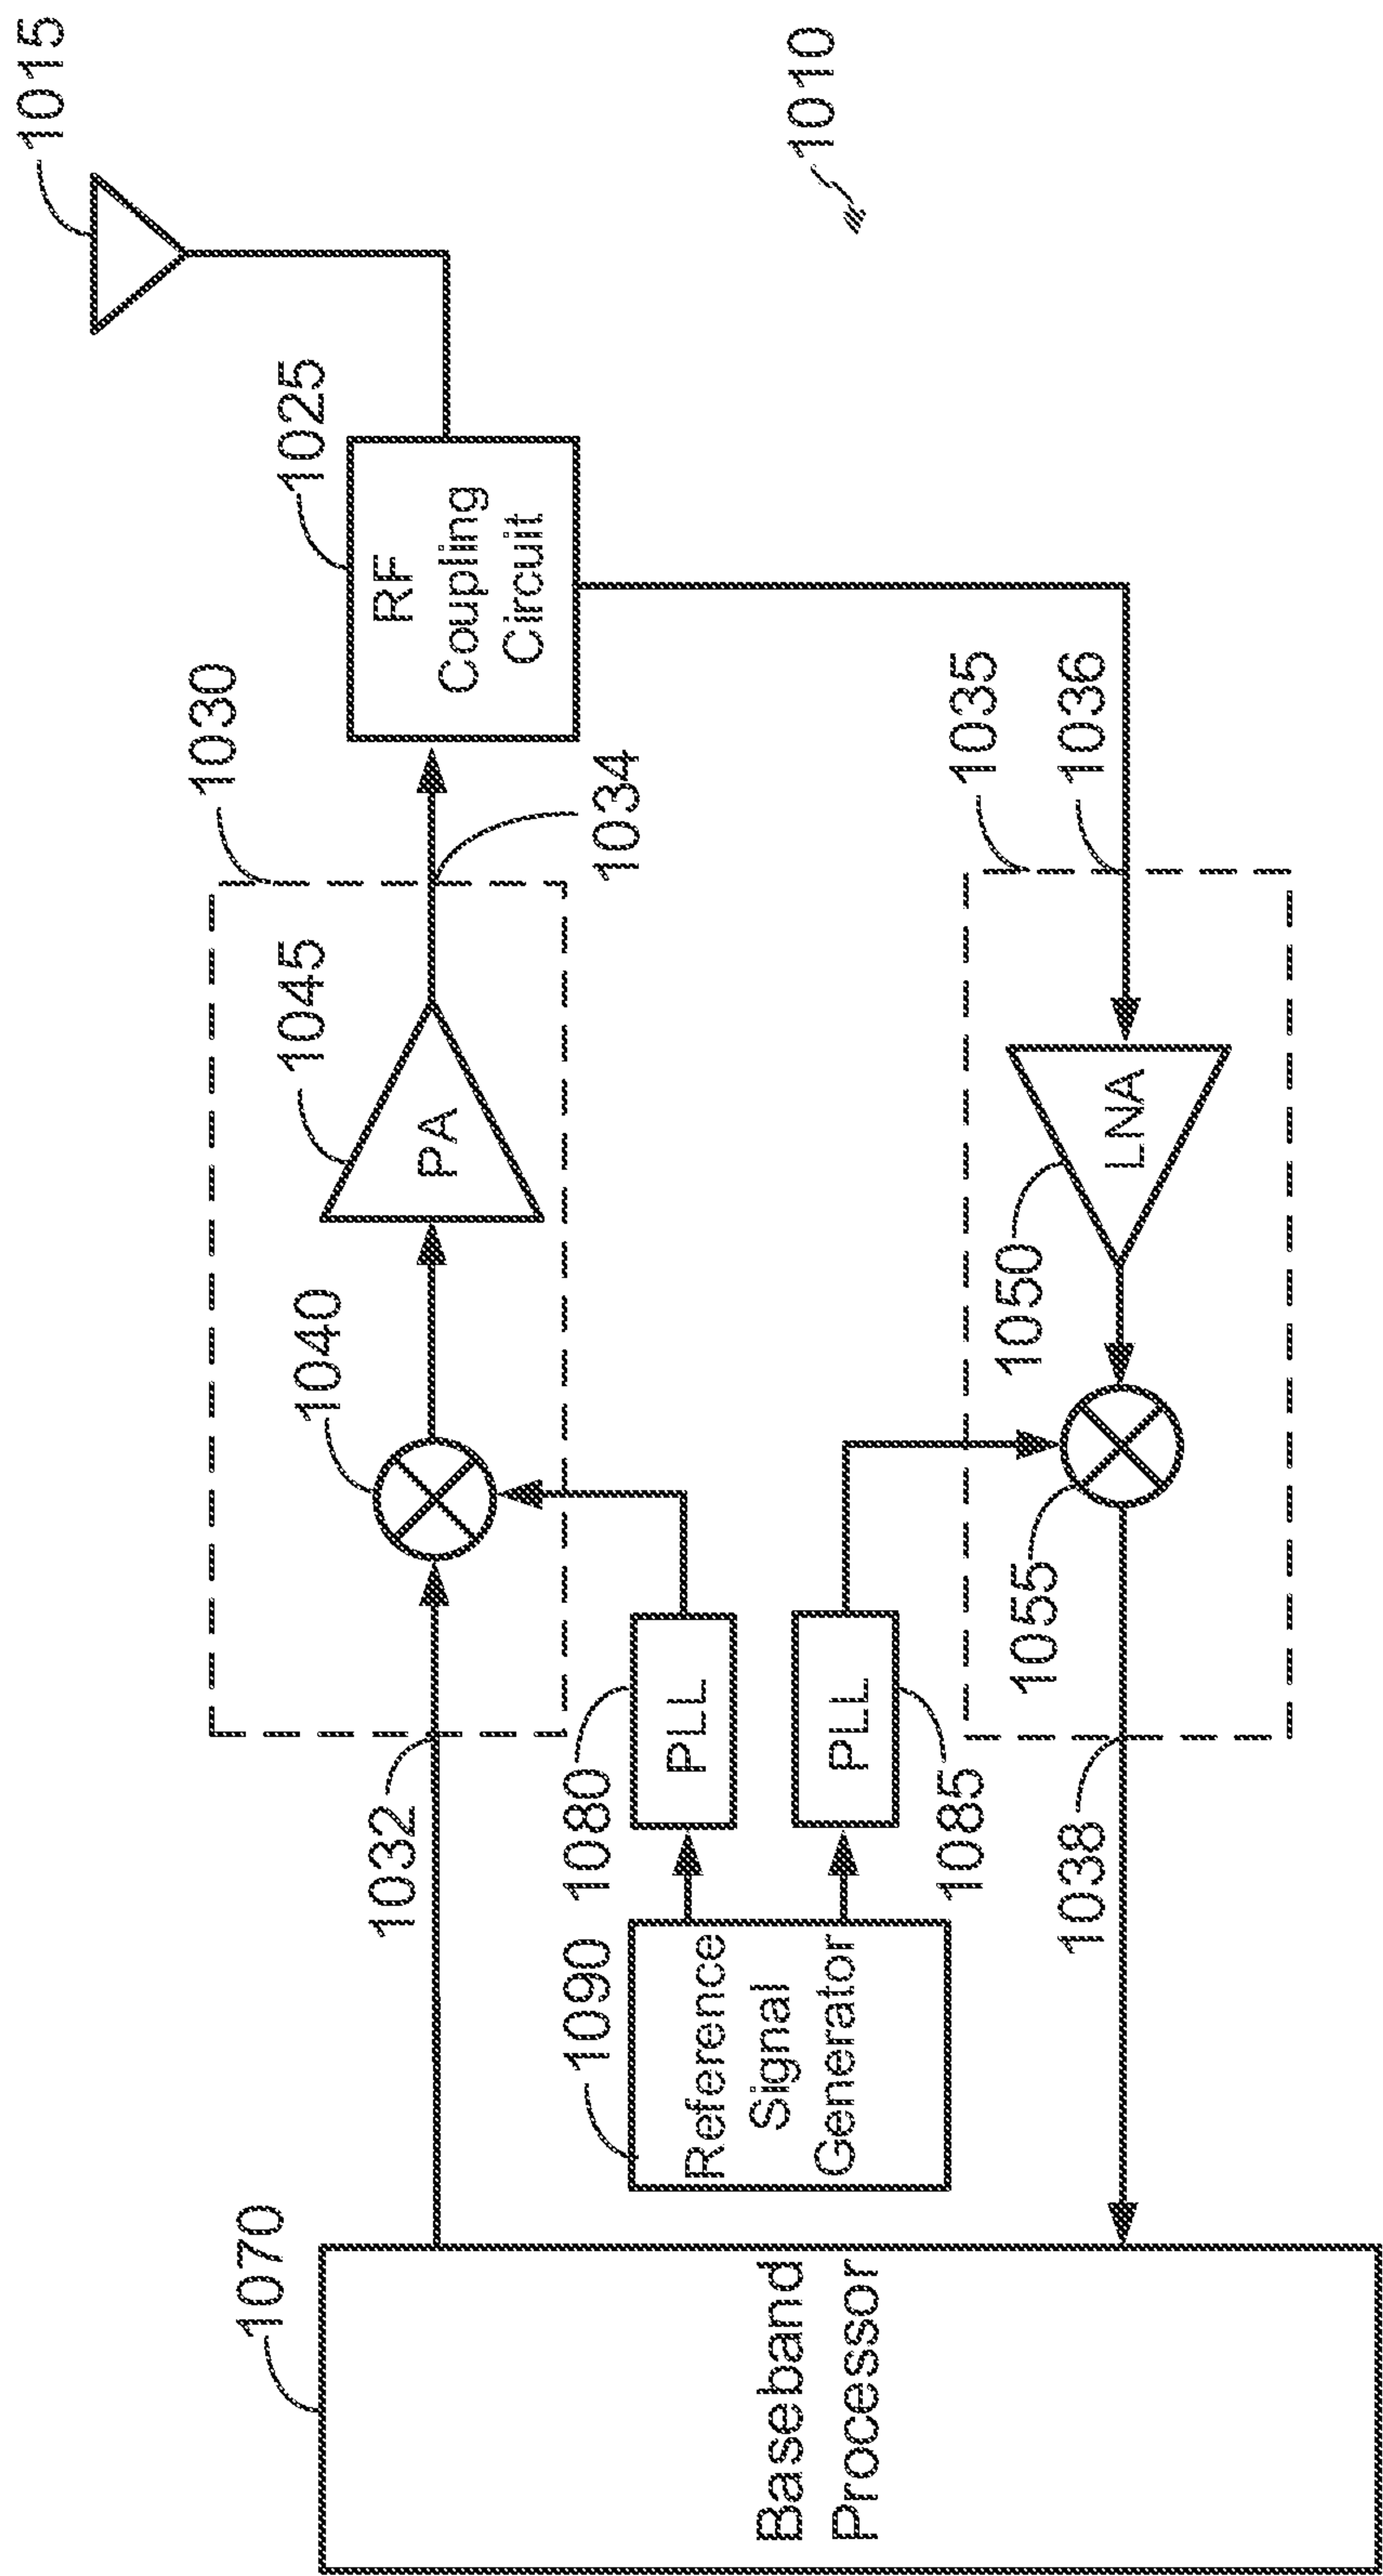 1015
1010
1025
RF
Coupling
Circuit
1030
1034
1045
PA
1040
1032
1035
1036
LNA
1050
1055
1038
1080
PLL
PLL
1085
1090
Reference
Signal
Generator
1070
Baseband
Processor